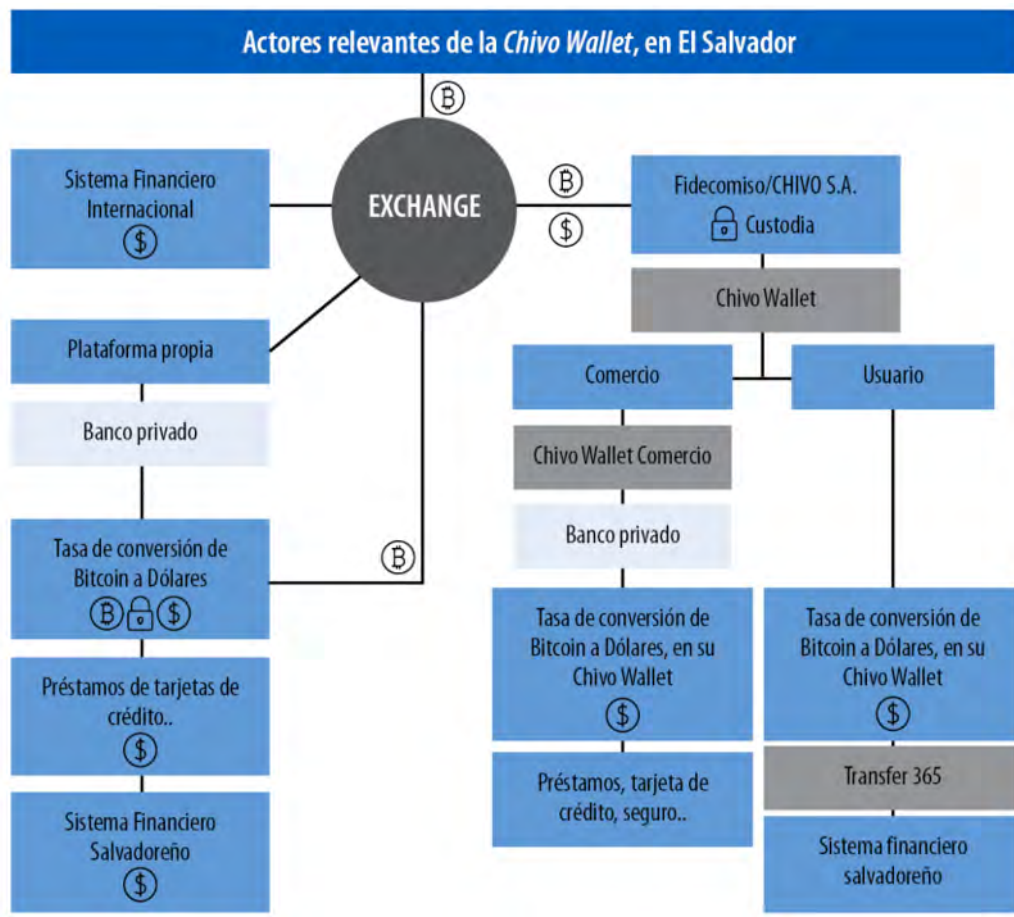 Actores relevantes de la Chivo Wallet, en El Salvador
EXCHANGE
Sistema Financiero
Internacional
$
Plataforma propia
Banco privado
Tasa de conversión de
Bitcoin a Dólares
₿ $
Préstamos de tarjetas de
crédito..
$
Sistema Financiero
Salvadoreño
$
₿
₿
₿
$
Fidecomiso/CHIVO S.A.
Custodia
Chivo Wallet
Comercio
Chivo Wallet Comercio
Banco privado
Tasa de conversión de
Bitcoin a Dólares, en su
Chivo Wallet
$
Préstamos, tarjeta de
crédito, seguro..
Usuario
Tasa de conversión de
Bitcoin a Dólares, en su
Chivo Wallet
$
Transfer 365
Sistema financiero
salvadoreño